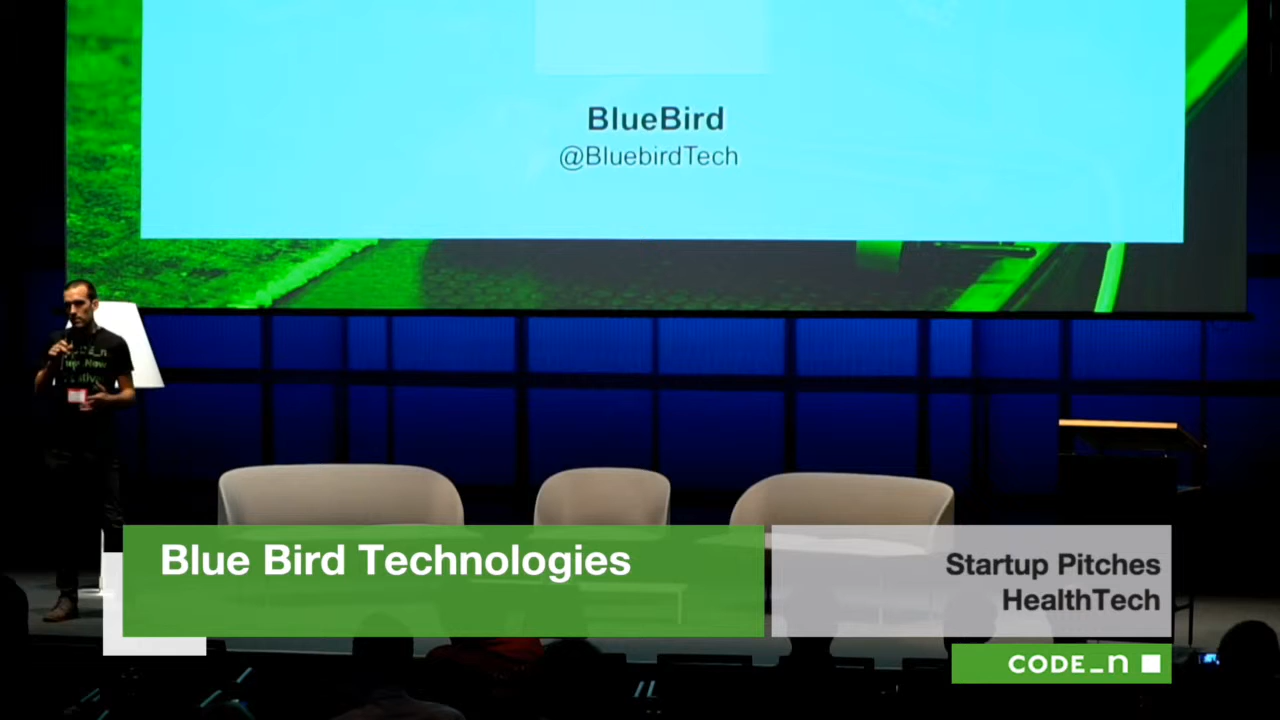 BlueBird
@BluebirdTech
Blue Bird Technologies
Startup Pitches
HealthTech
CODE_n